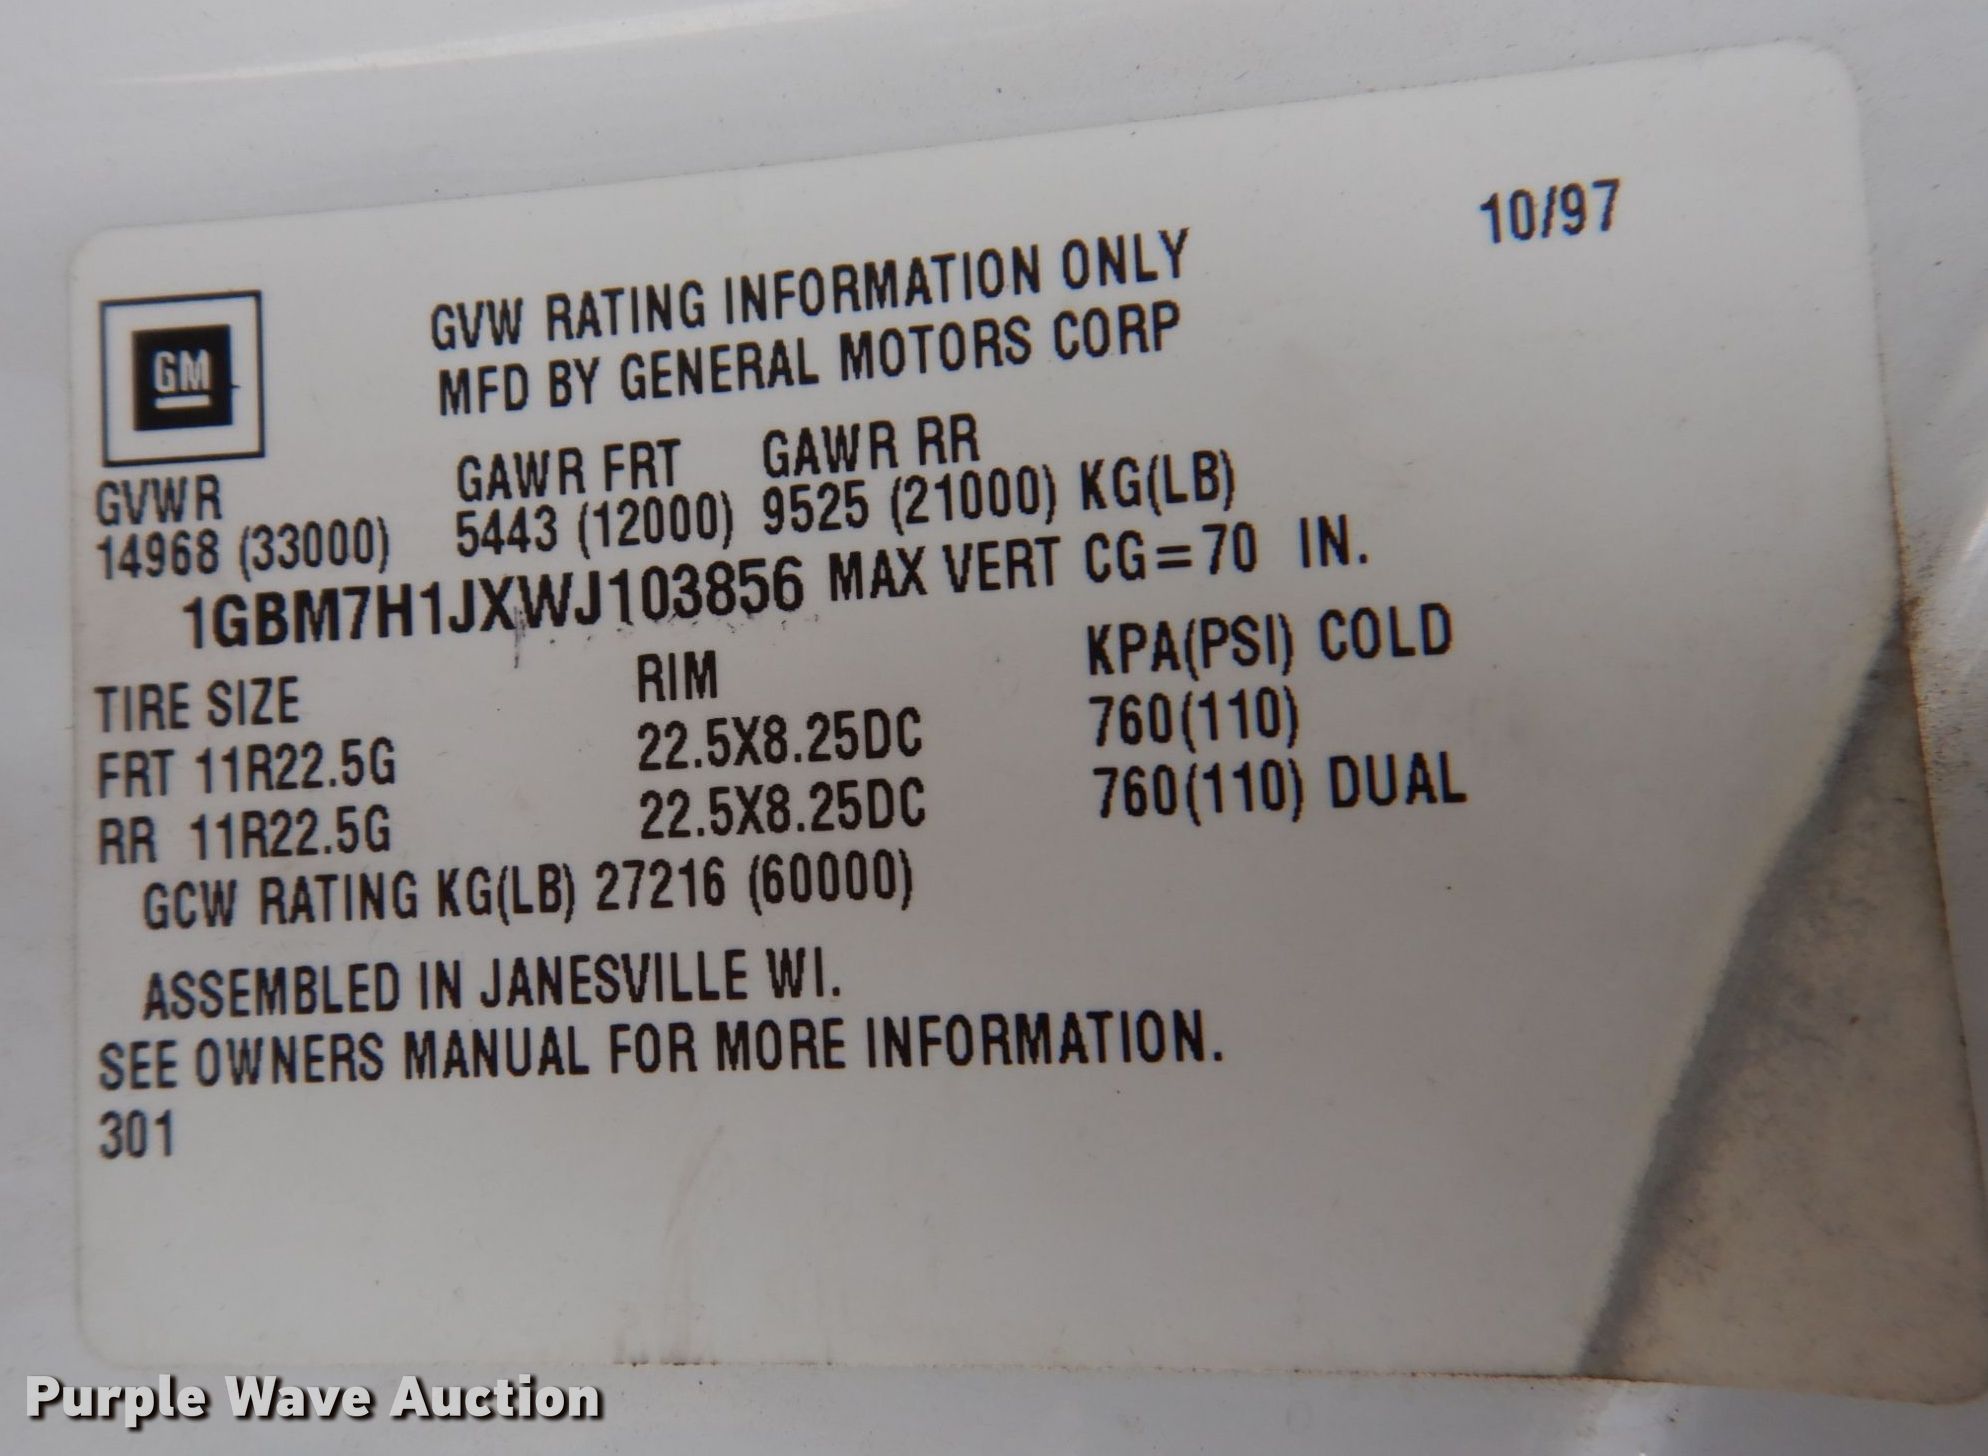 10/97
GM
GVW RATING INFORMATION ONLY
MFD BY GENERAL MOTORS CORP
GVWR GAWR FRT GAWR RR
14968 (33000) 5443 (12000) 9525 (21000) KG(LB)
1GBM7H1JXWJ103856 MAX VERT CG=70 IN.
TIRE SIZE RIM KPA(PSI) COLD
FRT 11R22.5G 22.5X8.25DC 760(110)
RR 11R22.5G 22.5X8.25DC 760(110) DUAL
GCW RATING KG(LB) 27216 (60000)
ASSEMBLED IN JANESVILLE WI.
SEE OWNERS MANUAL FOR MORE INFORMATION.
301
Purple Wave Auction